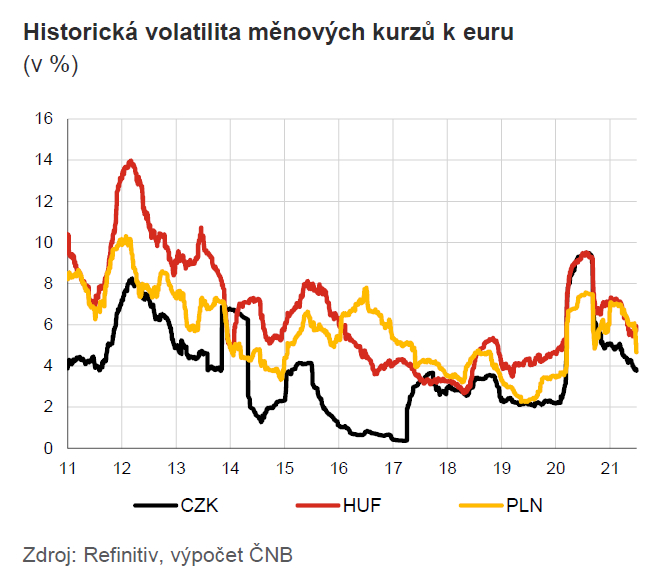 Historická volatilita měnových kurzů k euru
(v %)
16
14
12
10
8
6
4
2
0
11 12 13 14 15 16 17 18 19 20 21
CZK HUF PLN
Zdroj: Refinitiv, výpočet ČNB